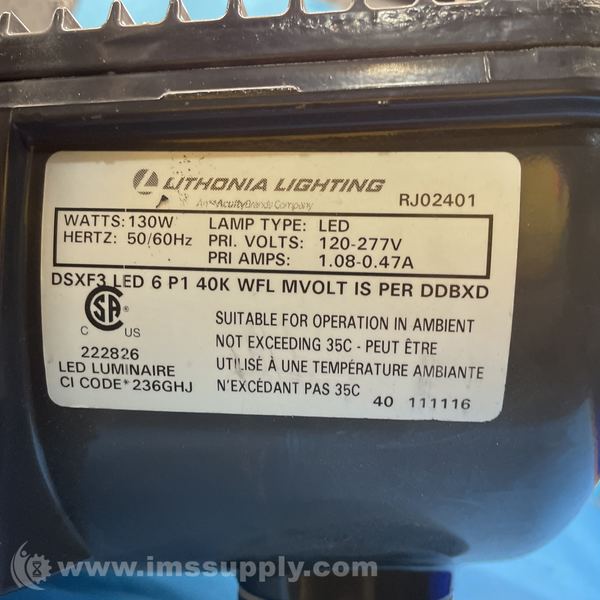 LITHONIA LIGHTING
An Acuity Brands Company
RJ02401
WATTS: 130W LAMP TYPE: LED
HERTZ: 50/60Hz PRI. VOLTS: 120-277V
PRI AMPS: 1.08-0.47A
DSXF3 LED 6 P1 40K WFL MVOLT IS PER DDBXD
C US
222826
LED LUMINAIRE
CI CODE*236GHJ
SUITABLE FOR OPERATION IN AMBIENT
NOT EXCEEDING 35C - PEUT ÊTRE
UTILISÉ À UNE TEMPÉRATURE AMBIANTE
N'EXCÉDANT PAS 35C
40 111116
www.imssupply.com